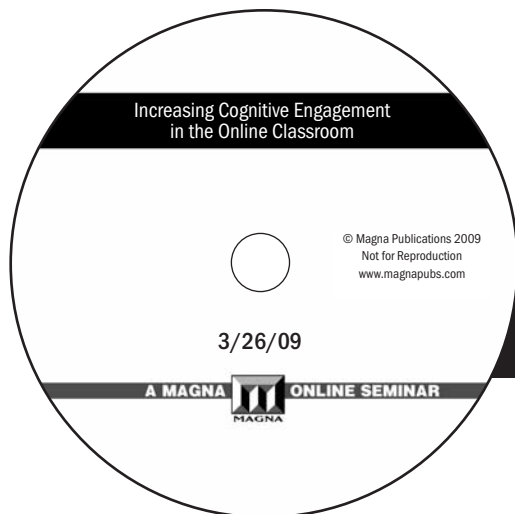 Increasing Cognitive Engagement
in the Online Classroom
© Magna Publications 2009
Not for Reproduction
www.magnapubs.com
3/26/09
A MAGNA ONLINE SEMINAR
MAGNA